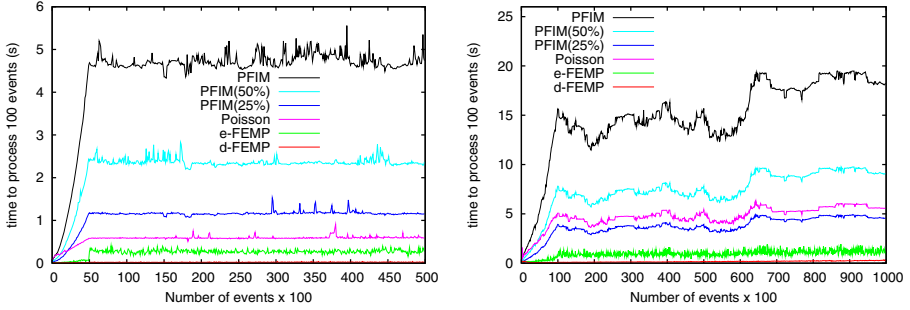 time to process 100 events (s)
6
5
4
3
2
1
0
PFIM
PFIM(50%)
PFIM(25%)
Poisson
e-FEMP
d-FEMP
0 50 100 150 200 250 300 350 400 450 500
Number of events x 100
time to process 100 events (s)
25
20
15
10
5
0
PFIM
PFIM(50%)
PFIM(25%)
Poisson
e-FEMP
d-FEMP
0 100 200 300 400 500 600 700 800 900 1000
Number of events x 100